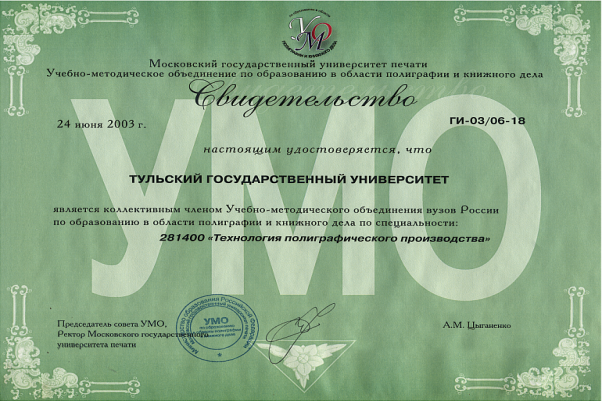 УМО
Московский государственный университет печати
Учебно-методическое объединение по образованию в области полиграфии и книжного дела
Свидетельство
24 июня 2003 г.
ГИ-03/06-18
настоящим удостоверяется, что
ТУЛЬСКИЙ ГОСУДАРСТВЕННЫЙ УНИВЕРСИТЕТ
УМО
является коллективным членом Учебно-методического объединения вузов России
по образованию в области полиграфии и книжного дела по специальности:
281400 «Технология полиграфического производства»
Председатель совета УМО,
Ректор Московского государственного
университета печати
УМО
А.М. Цыганенко